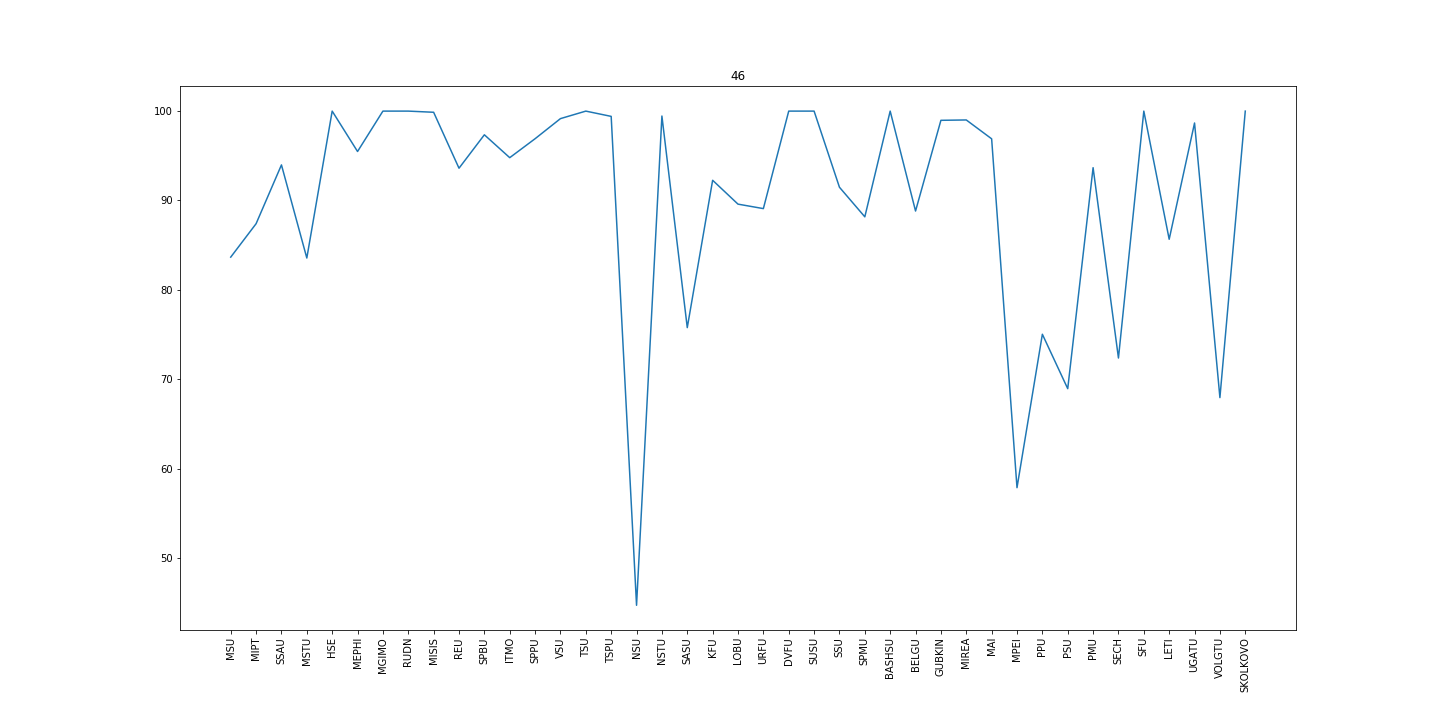 46
100
90
80
70
60
50
MSU
MIPT
SSAU
MSTU
HSE
MEPHI
MGIMO
RUDN
MISIS
REU
SPBU
ITMO
SPPU
VSU
TSU
TSPU
NSU
NSTU
SASU
KFU
LOBU
URFU
DVFU
SUSU
SSU
SPMU
BASHSU
BELGU
GUBKIN
MIREA
MAI
MPEI
PPU
PSU
PMU
SECH
SFU
LETI
UGATU
VOLGTU
SKOLKOVO